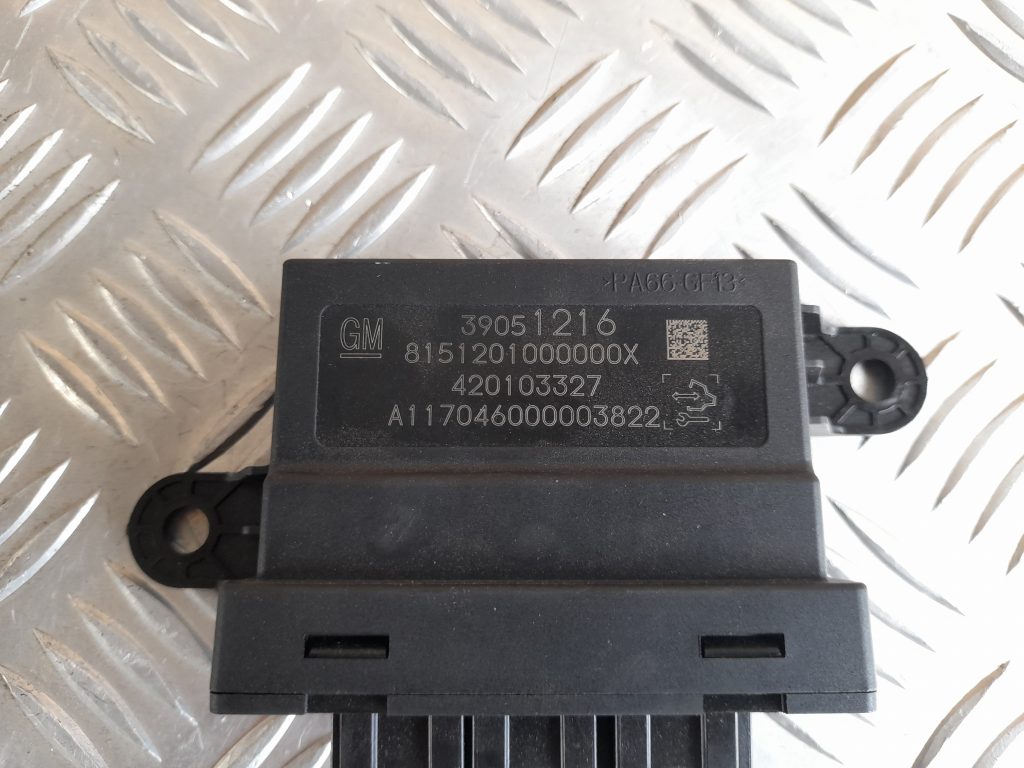 >PA66-GF13<
GM
39051216
8151201000000X
420103327
A117046000003822